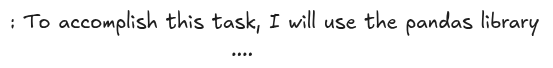 : To accomplish this task, I will use the pandas library
....